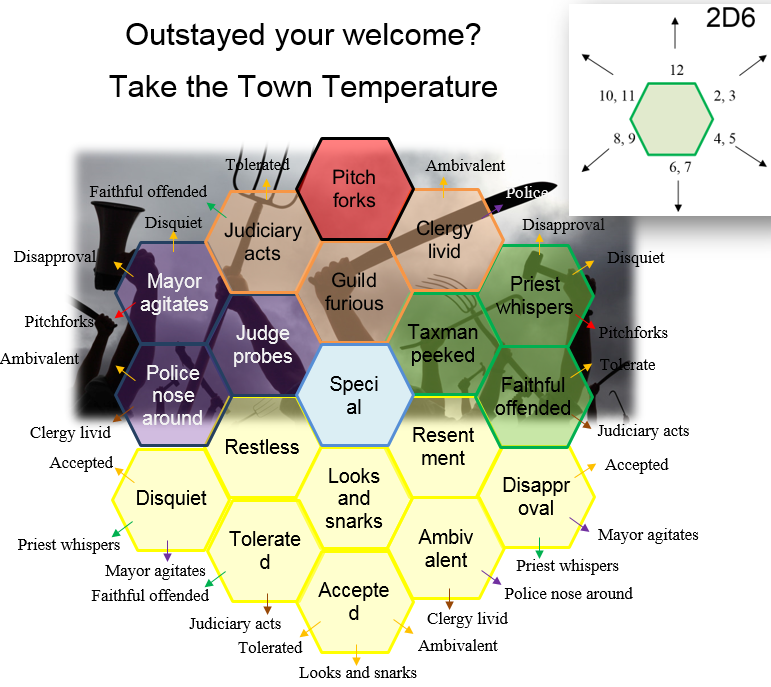 Outstayed your welcome?
Take the Town Temperature
2D6
12
10, 11
2, 3
8, 9
4, 5
6, 7
Tolerated
Ambivalent
Faithful offended
Police
Disquiet
Disapproval
Disapproval
Disquiet
Pitchforks
Pitchforks
Ambivalent
Tolerate
Clergy livid
Judiciary acts
Pitch
forks
Judiciary
acts
Clergy
livid
Mayor
agitates
Guild
furious
Priest
whispers
Judge
probes
Taxman
peeked
Police
nose
around
Speci
al
Faithful
offended
Restless
Resent
ment
Accepted
Accepted
Disquiet
Looks
and
snarks
Disappr
oval
Priest whispers
Mayor agitates
Mayor agitates
Priest whispers
Tolerate
d
Ambiv
alent
Faithful offended
Police nose around
Accepte
d
Judiciary acts
Clergy livid
Tolerated
Ambivalent
Looks and snarks